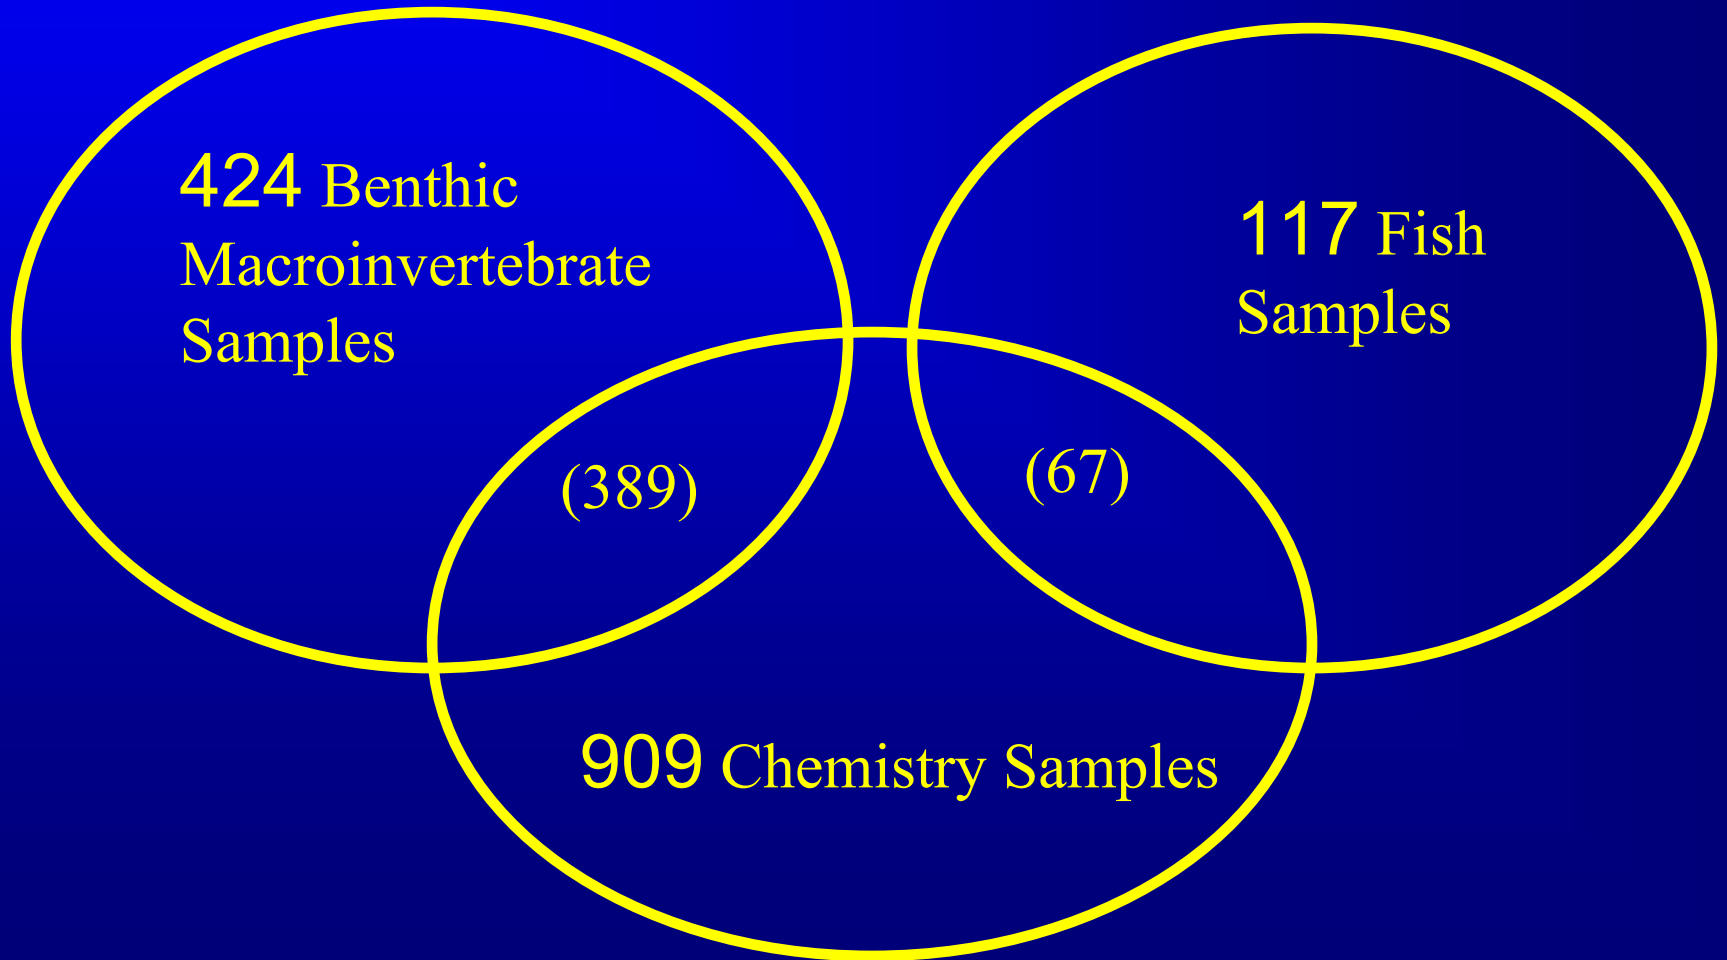 424 Benthic
Macroinvertebrate
Samples
117 Fish
Samples
(389)
(67)
909 Chemistry Samples